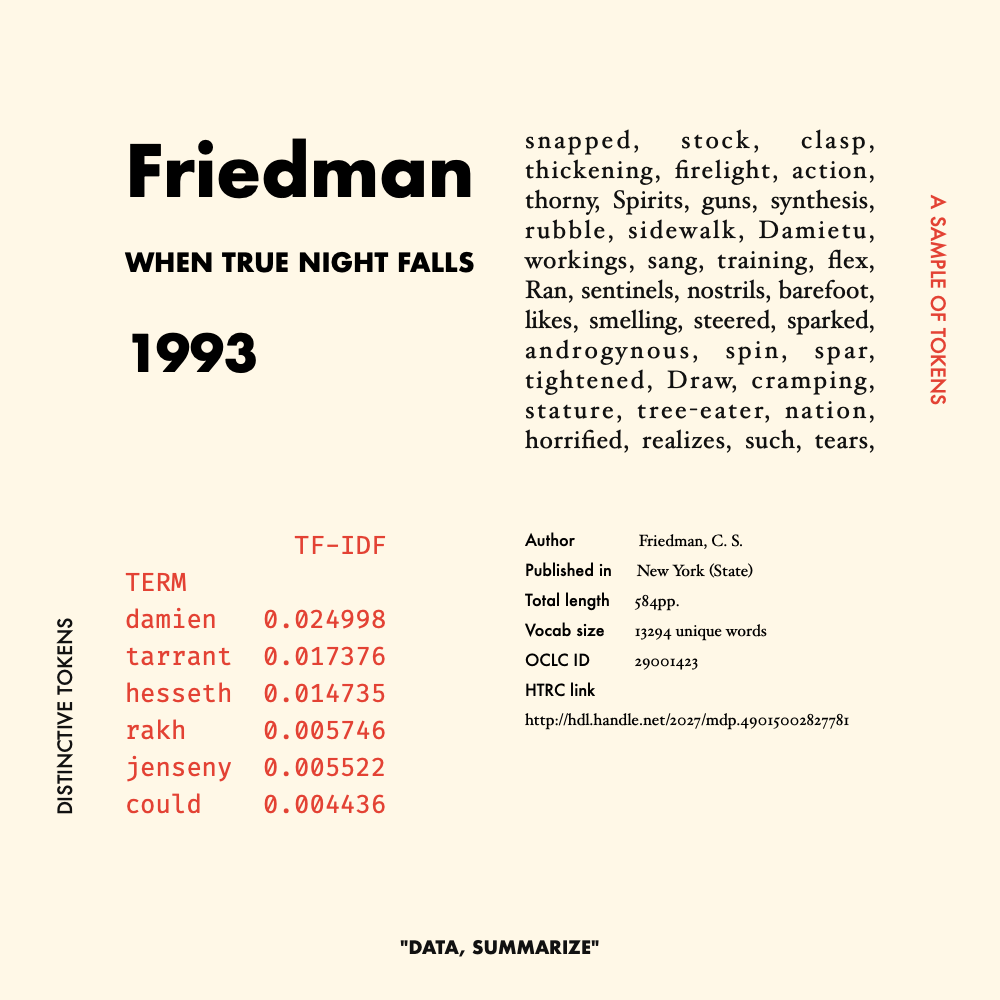 Friedman
WHEN TRUE NIGHT FALLS
1993
snapped, stock, clasp,
thickening, firelight, action,
thorny, Spirits, guns, synthesis,
rubble, sidewalk, Damietu,
workings, sang, training, flex,
Ran, sentinels, nostrils, barefoot,
likes, smelling, steered, sparked,
androgynous, spin, spar,
tightened, Draw, cramping,
stature, tree-eater, nation,
horrified, realizes, such, tears,
A SAMPLE OF TOKENS
DISTINCTIVE TOKENS
TF-IDF
TERM
damien 0.024998
tarrant 0.017376
hesseth 0.014735
rakh 0.005746
jenseny 0.005522
could 0.004436
Author Friedman, C. S.
Published in New York (State)
Total length 584pp.
Vocab size 13294 unique words
OCLC ID 29001423
HTRC link
http://hdl.handle.net/2027/mdp.49015002827781
"DATA, SUMMARIZE"